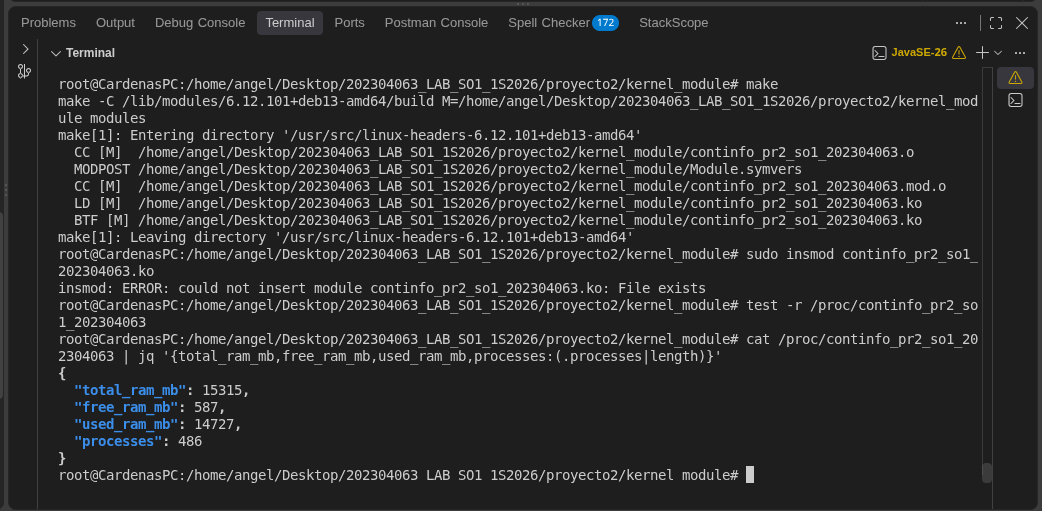 Problems Output Debug Console Terminal Ports Postman Console Spell Checker 172 StackScope
Terminal
JavaSE-26
root@CardenasPC:/home/angel/Desktop/202304063_LAB_SO1_1S2026/proyecto2/kernel_module# make
make -C /lib/modules/6.12.101+deb13-amd64/build M=/home/angel/Desktop/202304063_LAB_SO1_1S2026/proyecto2/kernel_mod
ule modules
make[1]: Entering directory '/usr/src/linux-headers-6.12.101+deb13-amd64'
  CC [M]  /home/angel/Desktop/202304063_LAB_SO1_1S2026/proyecto2/kernel_module/continfo_pr2_so1_202304063.o
  MODPOST /home/angel/Desktop/202304063_LAB_SO1_1S2026/proyecto2/kernel_module/Module.symvers
  CC [M]  /home/angel/Desktop/202304063_LAB_SO1_1S2026/proyecto2/kernel_module/continfo_pr2_so1_202304063.mod.o
  LD [M]  /home/angel/Desktop/202304063_LAB_SO1_1S2026/proyecto2/kernel_module/continfo_pr2_so1_202304063.ko
  BTF [M] /home/angel/Desktop/202304063_LAB_SO1_1S2026/proyecto2/kernel_module/continfo_pr2_so1_202304063.ko
make[1]: Leaving directory '/usr/src/linux-headers-6.12.101+deb13-amd64'
root@CardenasPC:/home/angel/Desktop/202304063_LAB_SO1_1S2026/proyecto2/kernel_module# sudo insmod continfo_pr2_so1_
202304063.ko
insmod: ERROR: could not insert module continfo_pr2_so1_202304063.ko: File exists
root@CardenasPC:/home/angel/Desktop/202304063_LAB_SO1_1S2026/proyecto2/kernel_module# test -r /proc/continfo_pr2_so
1_202304063
root@CardenasPC:/home/angel/Desktop/202304063_LAB_SO1_1S2026/proyecto2/kernel_module# cat /proc/continfo_pr2_so1_20
2304063 | jq '{total_ram_mb,free_ram_mb,used_ram_mb,processes:(.processes|length)}'
{
  "total_ram_mb": 15315,
  "free_ram_mb": 587,
  "used_ram_mb": 14727,
  "processes": 486
}
root@CardenasPC:/home/angel/Desktop/202304063 LAB SO1 1S2026/proyecto2/kernel module#